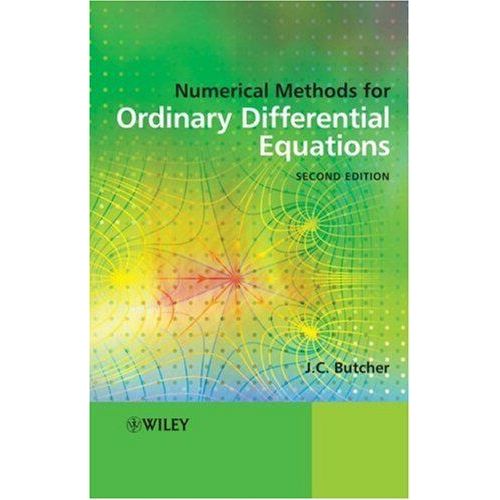 Numerical Methods for
Ordinary Differential
Equations
SECOND EDITION
J.C. Butcher
WILEY